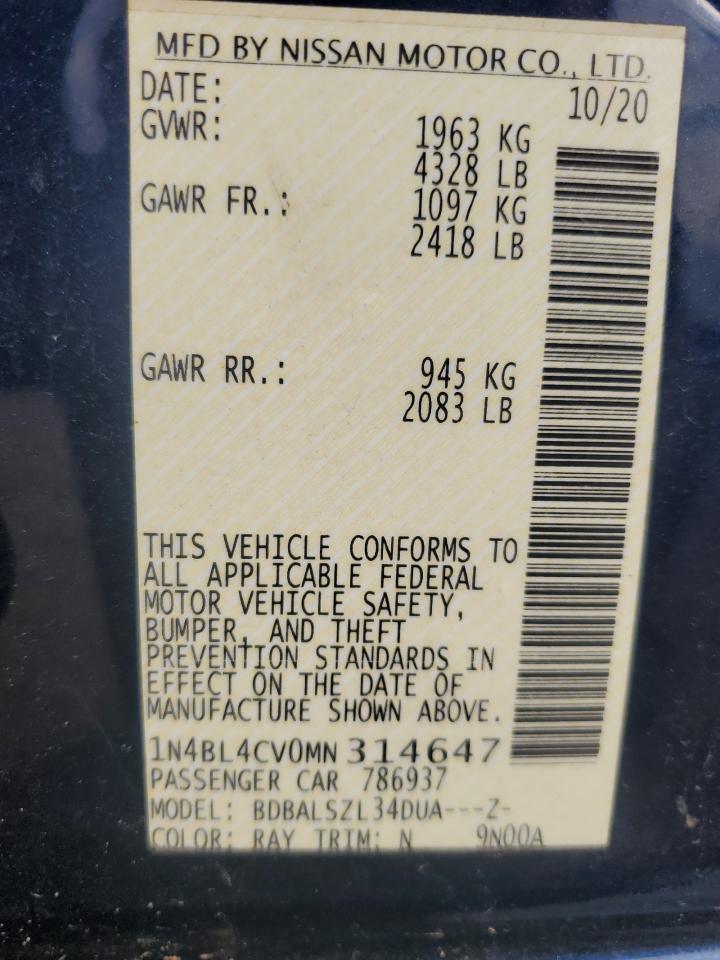 MFD BY NISSAN MOTOR CO., LTD.
DATE: 10/20
GVWR: 1963 KG
4328 LB
GAWR FR.: 1097 KG
2418 LB
GAWR RR.: 945 KG
2083 LB
THIS VEHICLE CONFORMS TO
ALL APPLICABLE FEDERAL
MOTOR VEHICLE SAFETY,
BUMPER, AND THEFT
PREVENTION STANDARDS IN
EFFECT ON THE DATE OF
MANUFACTURE SHOWN ABOVE.
1N4BL4CV0MN 314647
PASSENGER CAR 786937
MODEL: BDBALSZL34DUA---Z-
COLOR: RAY TRIM: N 9N00A